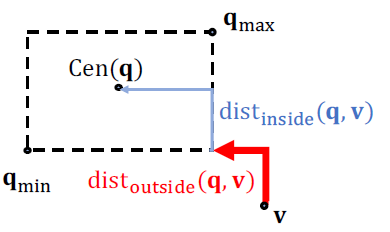 q_max
Cen(q)
dist_inside(q, v)
q_min
dist_outside(q, v)
v